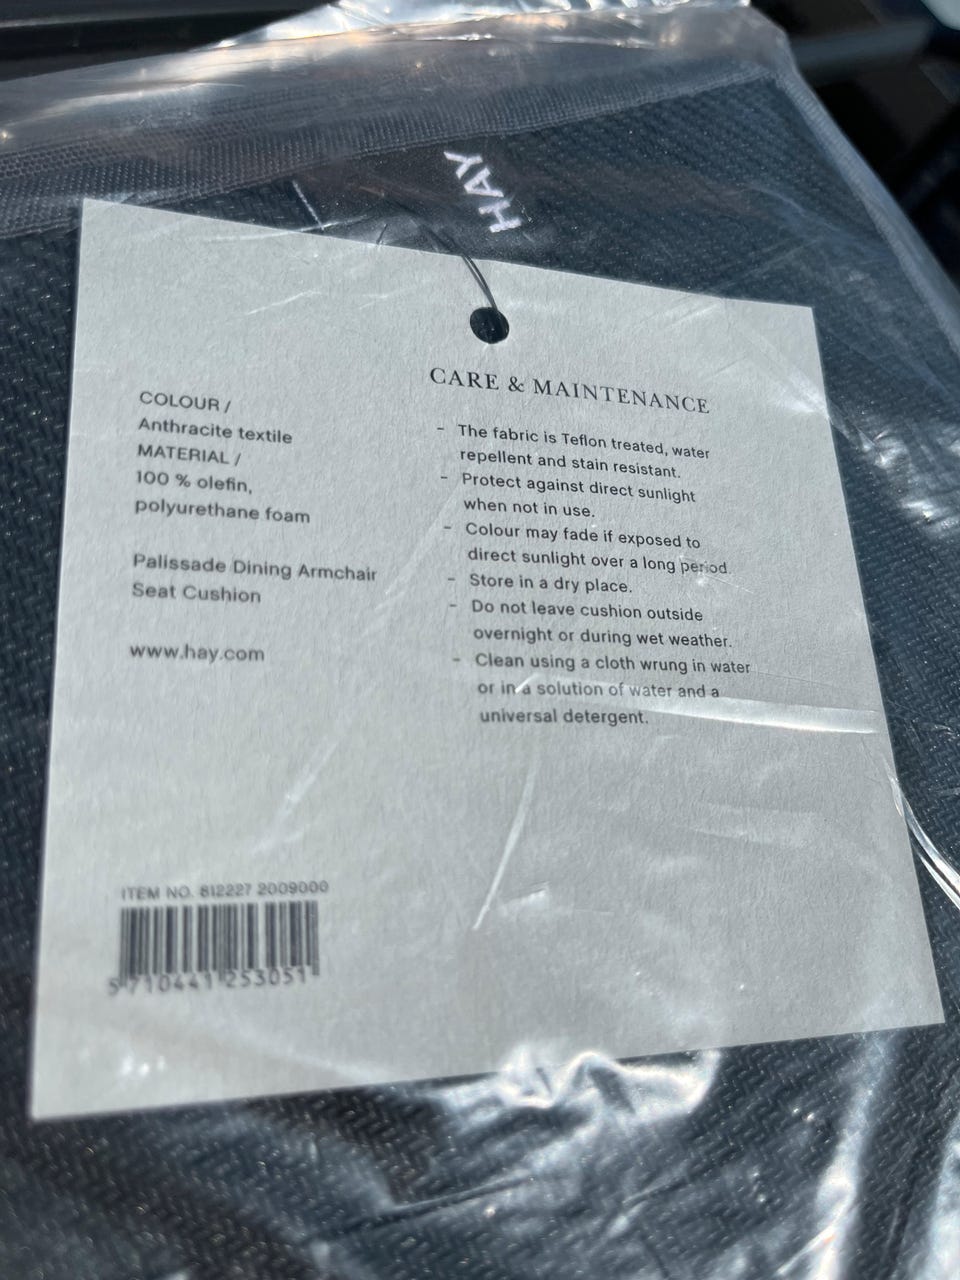 HAY
COLOUR /
Anthracite textile
MATERIAL /
100 % olefin,
polyurethane foam
Palissade Dining Armchair
Seat Cushion
www.hay.com
CARE & MAINTENANCE
- The fabric is Teflon treated, water
repellent and stain resistant.
- Protect against direct sunlight
when not in use.
- Colour may fade if exposed to
direct sunlight over a long period.
- Store in a dry place.
- Do not leave cushion outside
overnight or during wet weather.
- Clean using a cloth wrung in water
or in a solution of water and a
universal detergent.
ITEM NO. 812227 2009000
5 710441 253051